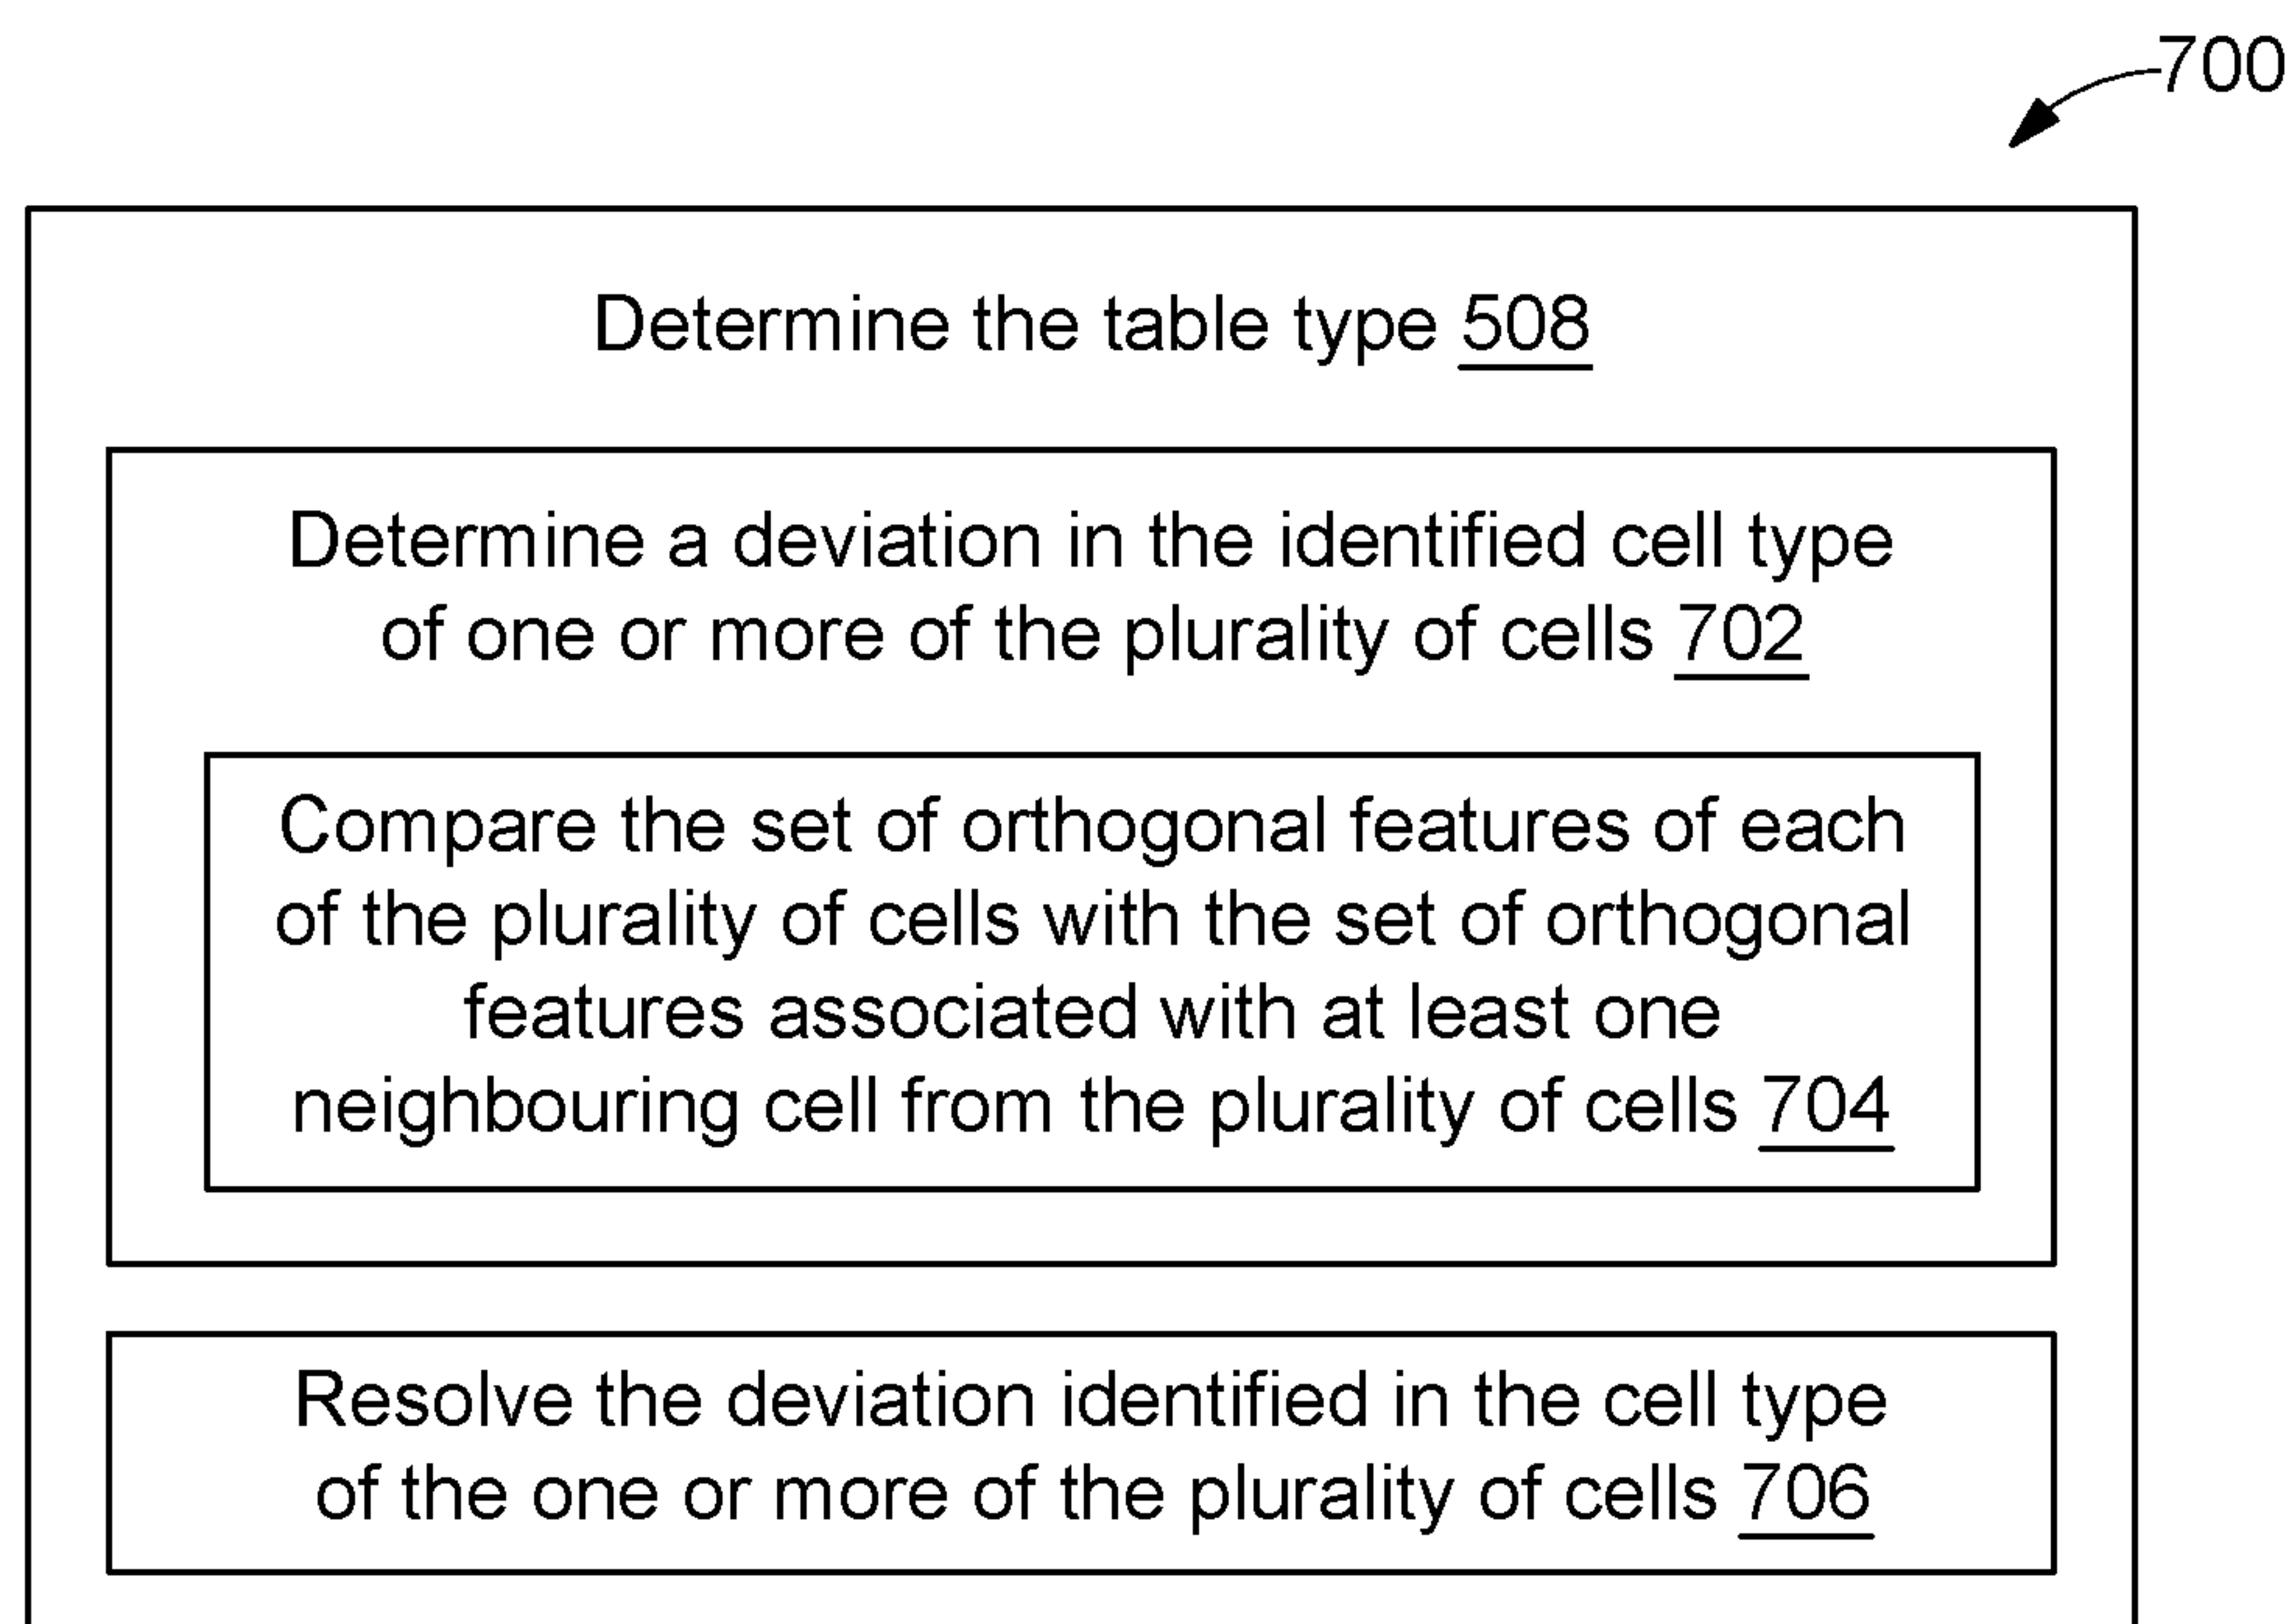 700
Determine the table type 508
Determine a deviation in the identified cell type
of one or more of the plurality of cells 702
Compare the set of orthogonal features of each
of the plurality of cells with the set of orthogonal
features associated with at least one
neighbouring cell from the plurality of cells 704
Resolve the deviation identified in the cell type
of the one or more of the plurality of cells 706